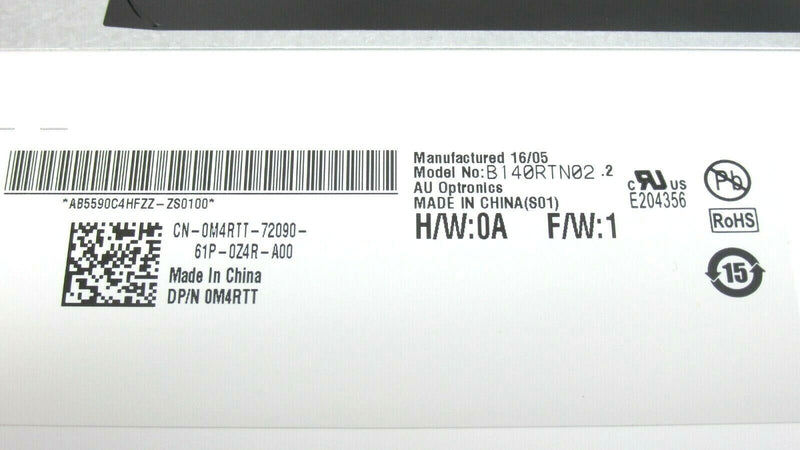 *AB5590C4HFZZ-ZS0100*
CN-0M4RTT-72090-
61P-0Z4R-A00
Made In China
DP/N 0M4RTT
Manufactured 16/05
Model No:B140RTN02 .2
AU Optronics
MADE IN CHINA(S01)
H/W:0A F/W:1
c RU US
E204356
Pb
RoHS
15